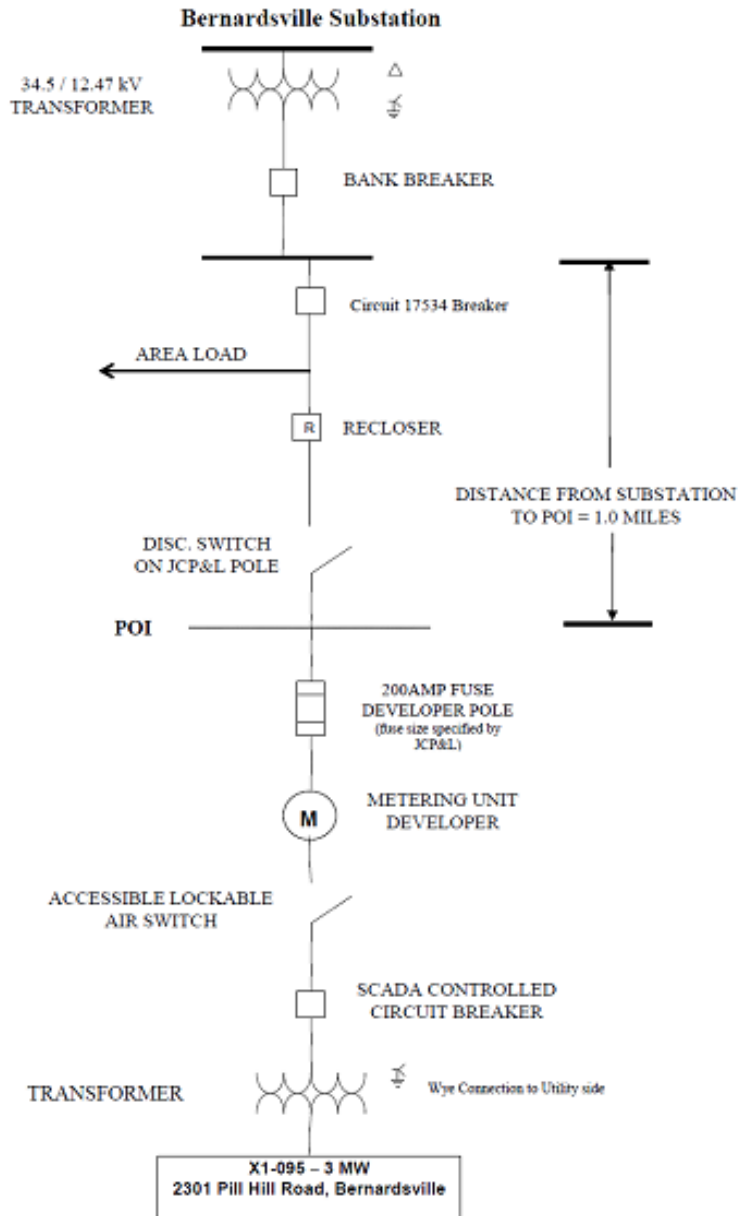 Bernardsville Substation
34.5 / 12.47 kV
TRANSFORMER
BANK BREAKER
Circuit 17534 Breaker
AREA LOAD
R
RECLOSER
DISTANCE FROM SUBSTATION
TO POI = 1.0 MILES
DISC. SWITCH
ON JCP&L POLE
POI
200AMP FUSE
DEVELOPER POLE
(fuse size specified by
JCP&L)
M
METERING UNIT
DEVELOPER
ACCESSIBLE LOCKABLE
AIR SWITCH
SCADA CONTROLLED
CIRCUIT BREAKER
TRANSFORMER
Wye Connection to Utility side
X1-095 – 3 MW
2301 Pill Hill Road, Bernardsville